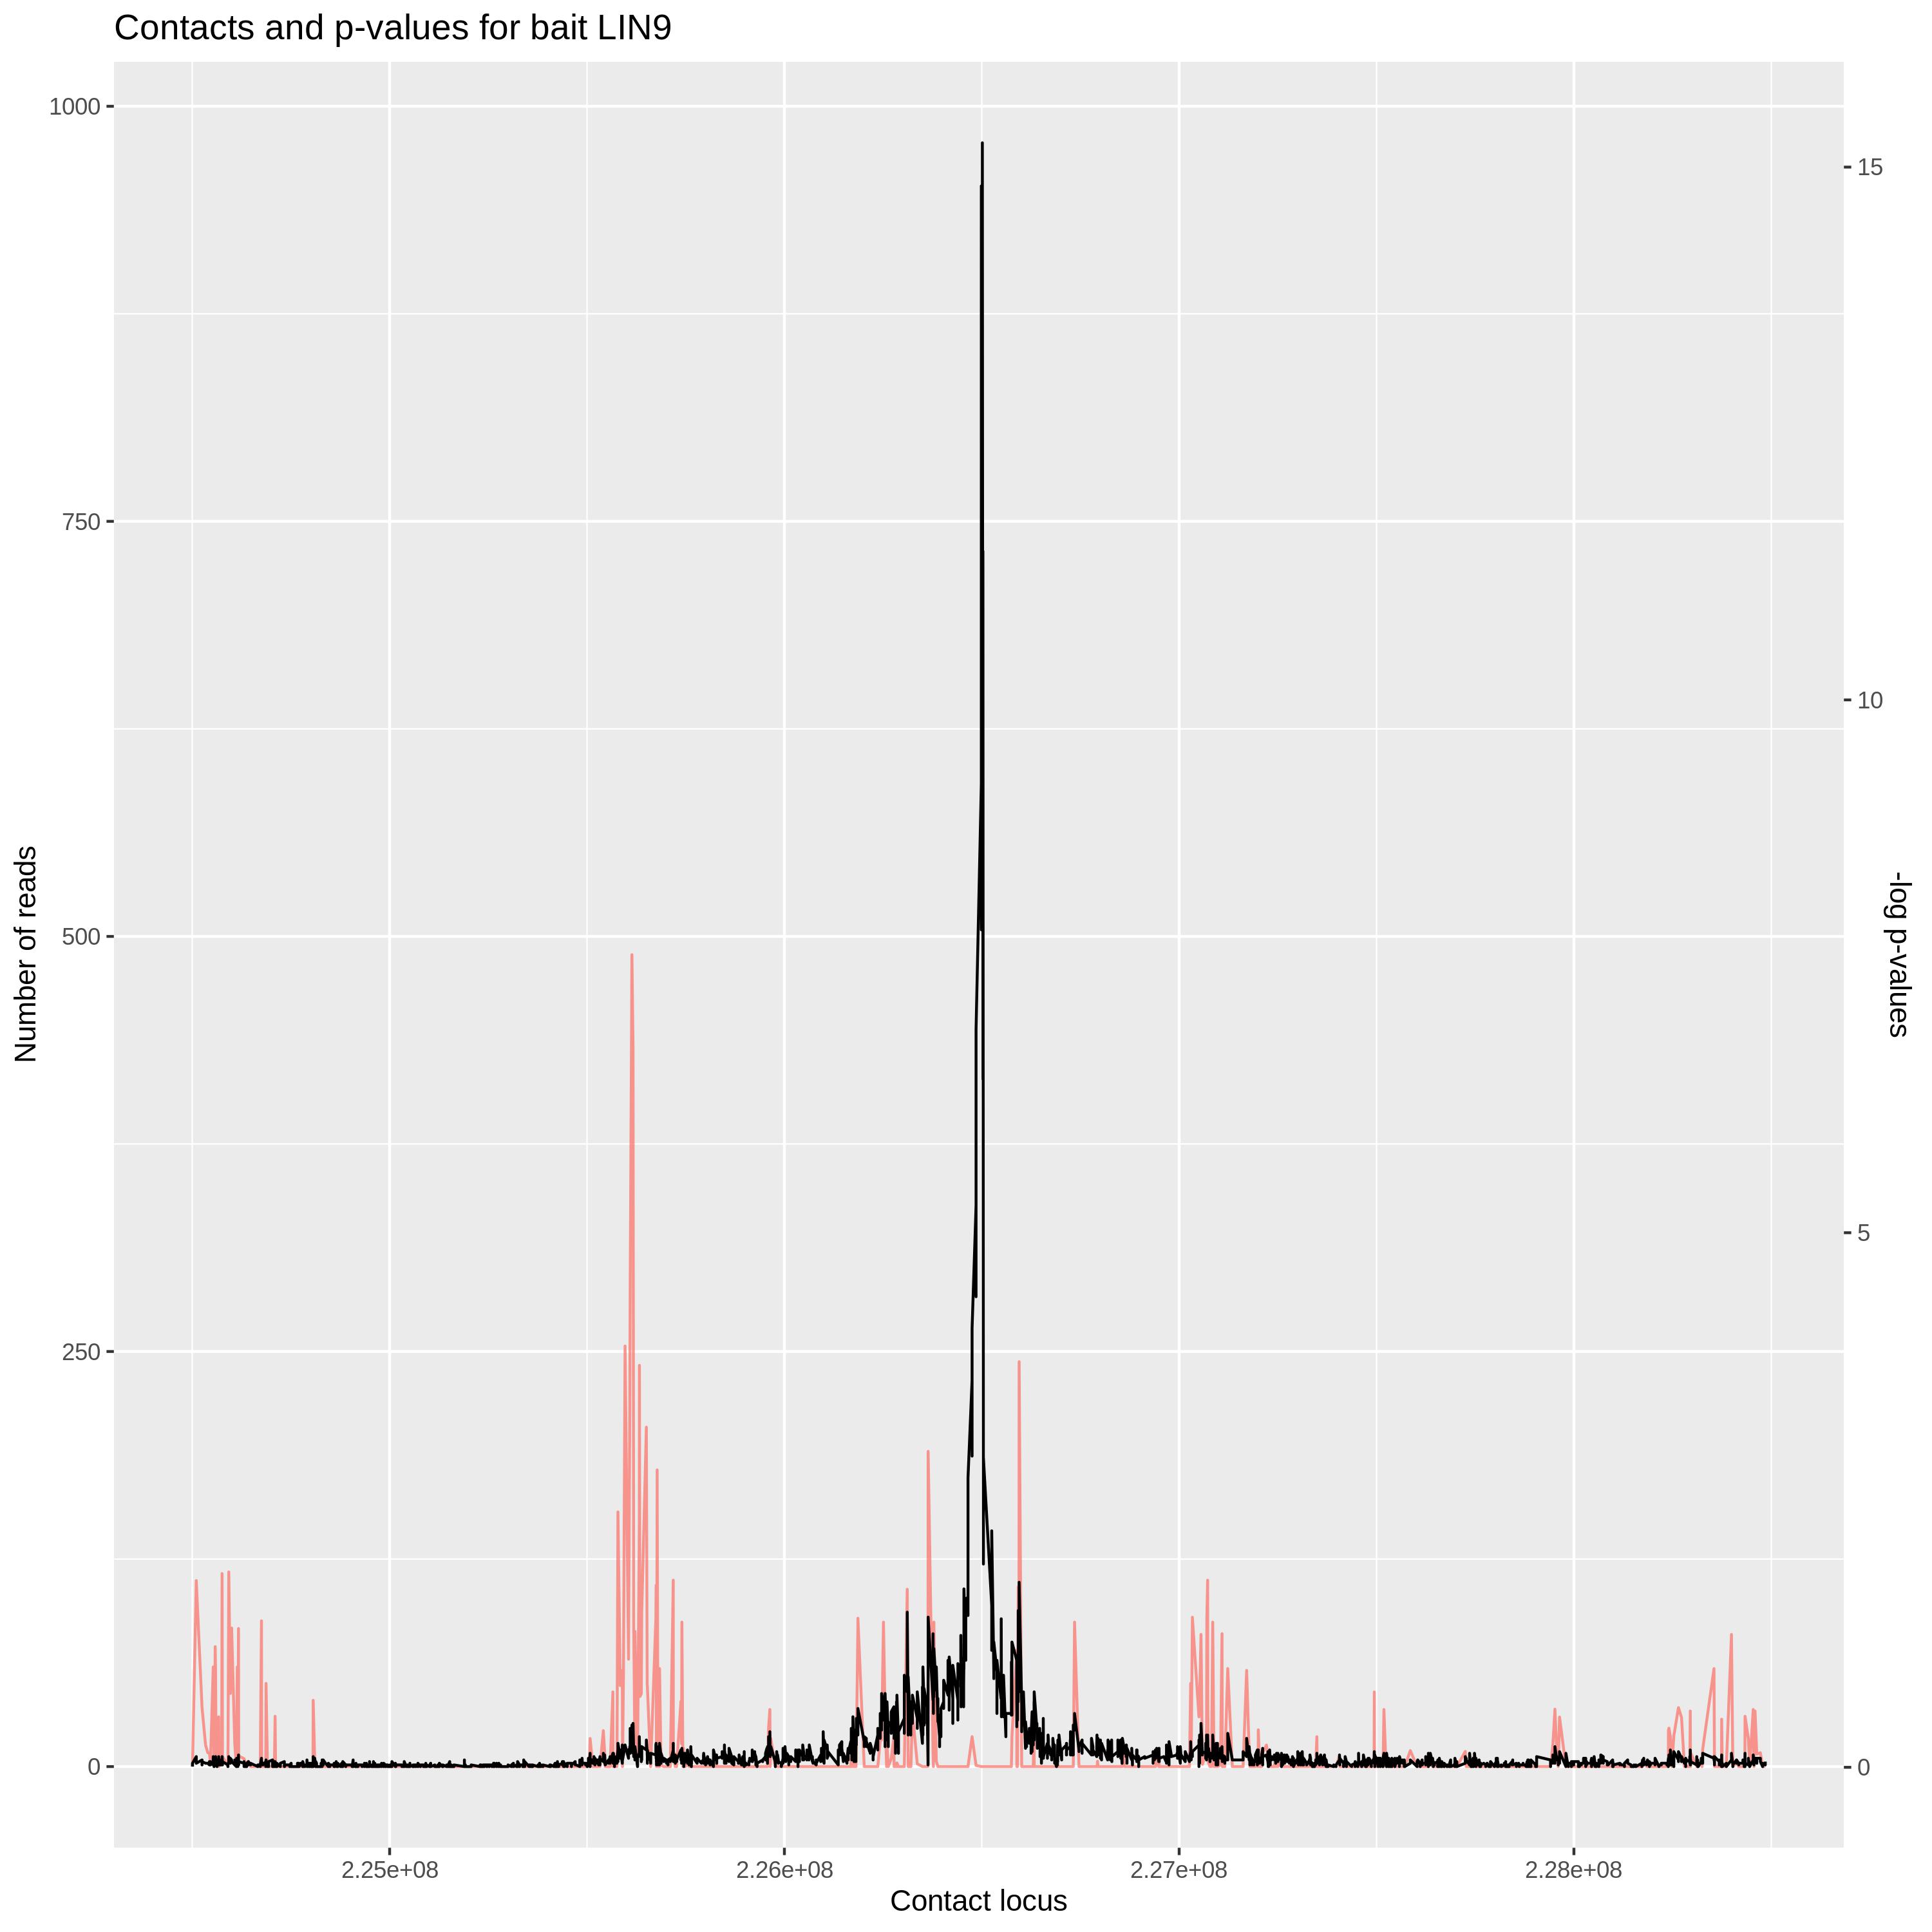 Contacts and p-values for bait LIN9
1000
750
500
250
0
Number of reads
15
10
5
0
-log p-values
2.25e+08
2.26e+08
2.27e+08
2.28e+08
Contact locus